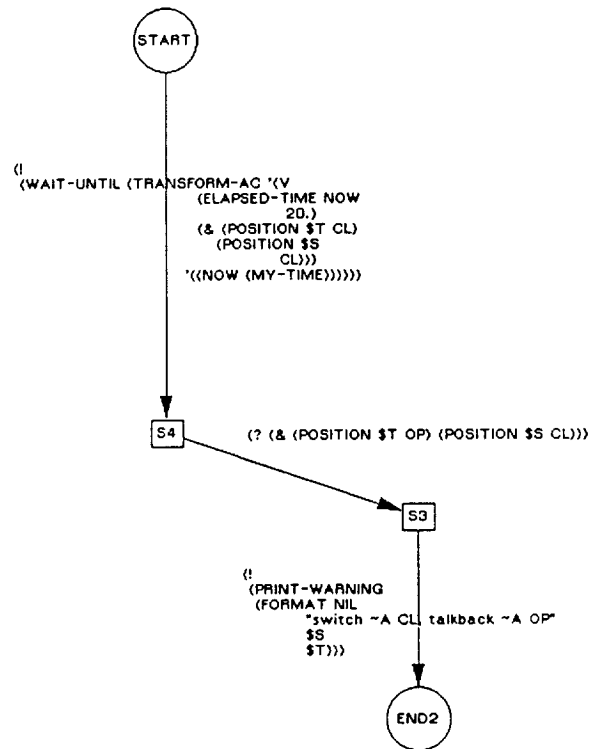 START
(!
(WAIT-UNTIL (TRANSFORM-AC '(V
(ELAPSED-TIME NOW
20.)
(& (POSITION $T CL)
(POSITION $S
CL)))
'((NOW (MY-TIME))))))
S4
(? (& (POSITION $T OP) (POSITION $S CL)))
S3
(!
(PRINT-WARNING
(FORMAT NIL
"switch ~A CL, talkback ~A OP"
$S
$T)))
END2